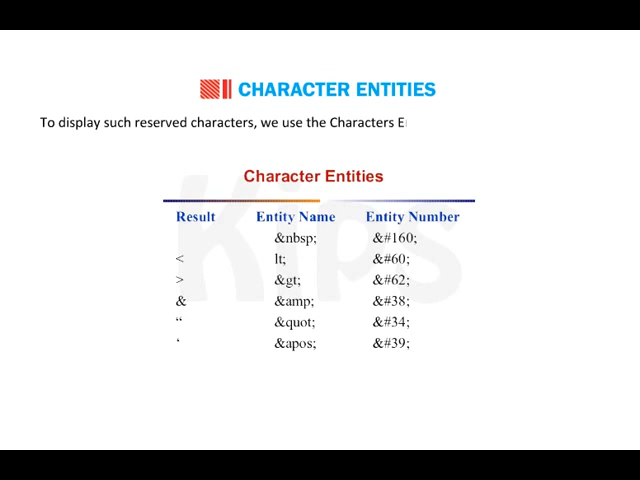 CHARACTER ENTITIES
To display such reserved characters, we use the Characters E
Character Entities
Result Entity Name Entity Number
&nbsp; &#160;
< lt; &#60;
> &gt; &#62;
& &amp; &#38;
“ &quot; &#34;
‘ &apos; &#39;
Kips